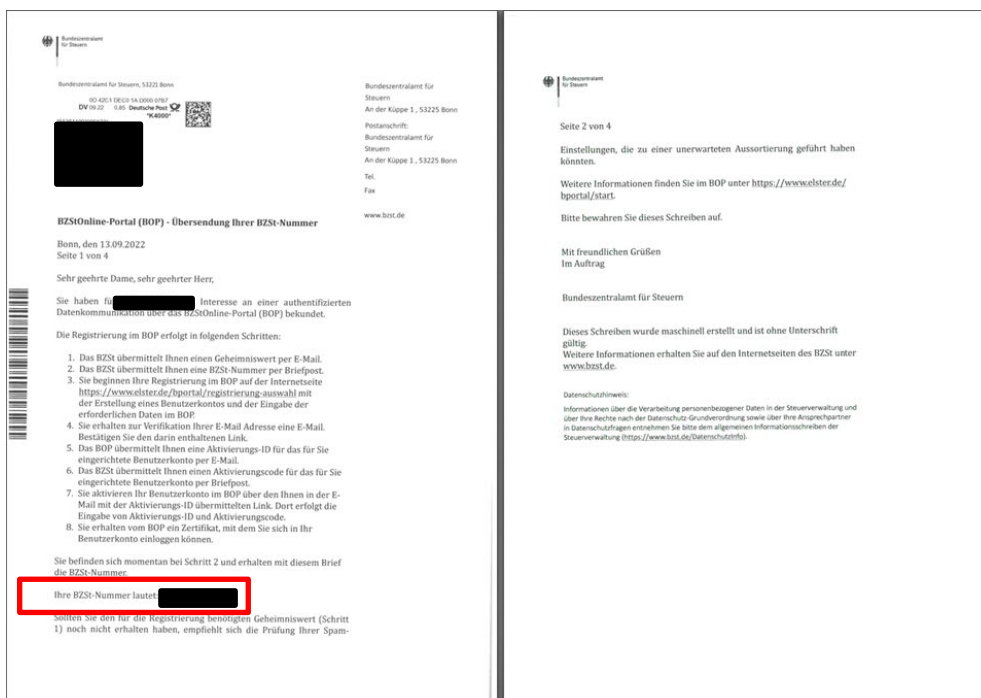 Bundeszentralamt
für Steuern
Bundeszentralamt für Steuern, 53221 Bonn
DV 09.22 0,85 Deutsche Post
*K4000*
Bundeszentralamt für
Steuern
An der Küppe 1 , 53225 Bonn
Postanschrift:
Bundeszentralamt für
Steuern
An der Küppe 1 , 53225 Bonn
Tel.
Fax
www.bzst.de
BZStOnline-Portal (BOP) - Übersendung Ihrer BZSt-Nummer
Bonn, den 13.09.2022
Seite 1 von 4
Sehr geehrte Dame, sehr geehrter Herr,
Sie haben fü Interesse an einer authentifizierten
Datenkommunikation über das BZStOnline-Portal (BOP) bekundet.
Die Registrierung im BOP erfolgt in folgenden Schritten:
1. Das BZSt übermittelt Ihnen einen Geheimniswert per E-Mail.
2. Das BZSt übermittelt Ihnen eine BZSt-Nummer per Briefpost.
3. Sie beginnen Ihre Registrierung im BOP auf der Internetseite
https://www.elster.de/bportal/registrierung-auswahl mit
der Erstellung eines Benutzerkontos und der Eingabe der
erforderlichen Daten im BOP.
4. Sie erhalten zur Verifikation Ihrer E-Mail Adresse eine E-Mail.
Bestätigen Sie den darin enthaltenen Link.
5. Das BOP übermittelt Ihnen eine Aktivierungs-ID für das für Sie
eingerichtete Benutzerkonto per E-Mail.
6. Das BZSt übermittelt Ihnen einen Aktivierungscode für das für Sie
eingerichtete Benutzerkonto per Briefpost.
7. Sie aktivieren Ihr Benutzerkonto im BOP über den Ihnen in der E-
Mail mit der Aktivierungs-ID übermittelten Link. Dort erfolgt die
Eingabe von Aktivierungs-ID und Aktivierungscode.
8. Sie erhalten vom BOP ein Zertifikat, mit dem Sie sich in Ihr
Benutzerkonto einloggen können.
Sie befinden sich momentan bei Schritt 2 und erhalten mit diesem Brief
die BZSt-Nummer.
Ihre BZSt-Nummer lautet:
Sollten Sie den für die Registrierung benötigten Geheimniswert (Schritt
1) noch nicht erhalten haben, empfiehlt sich die Prüfung Ihrer Spam-
Bundeszentralamt
für Steuern
Seite 2 von 4
Einstellungen, die zu einer unerwarteten Aussortierung geführt haben
könnten.
Weitere Informationen finden Sie im BOP unter https://www.elster.de/
bportal/start.
Bitte bewahren Sie dieses Schreiben auf.
Mit freundlichen Grüßen
Im Auftrag
Bundeszentralamt für Steuern
Dieses Schreiben wurde maschinell erstellt und ist ohne Unterschrift
gültig.
Weitere Informationen erhalten Sie auf den Internetseiten des BZSt unter
www.bzst.de.
Datenschutzhinweis:
Informationen über die Verarbeitung personenbezogener Daten in der Steuerverwaltung und
über Ihre Rechte nach der Datenschutz-Grundverordnung sowie über Ihre Ansprechpartner
in Datenschutzfragen entnehmen Sie bitte dem allgemeinen Informationsschreiben der
Steuerverwaltung (https://www.bzst.de/DatenschutzInfo).